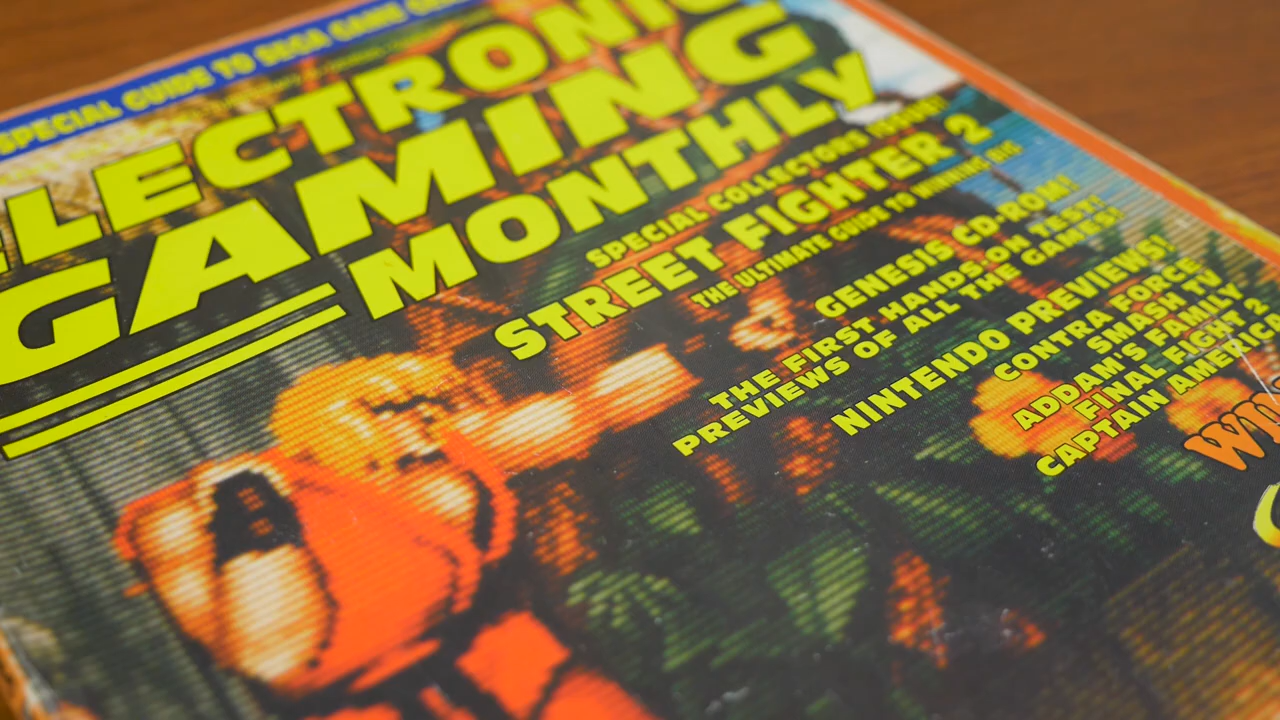 SPECIAL GUIDE TO SEGA GAME
ELECTRONIC
GAMING
MONTHLY
SPECIAL COLLECTORS ISSUE!
STREET FIGHTER 2
THE ULTIMATE GUIDE TO WINNING BIG
GENESIS CD-ROM!
THE FIRST HANDS-ON TEST!
PREVIEWS OF ALL THE GAMES!
NINTENDO PREVIEWS!
CONTRA FORCE
SMASH TV
ADDAM'S FAMILY
FINAL FIGHT 2
CAPTAIN AMERICA